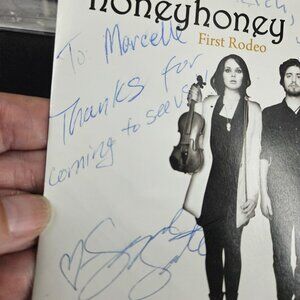 honeyhoney
First Rodeo
To: Marcelle
Thanks for
coming to see us